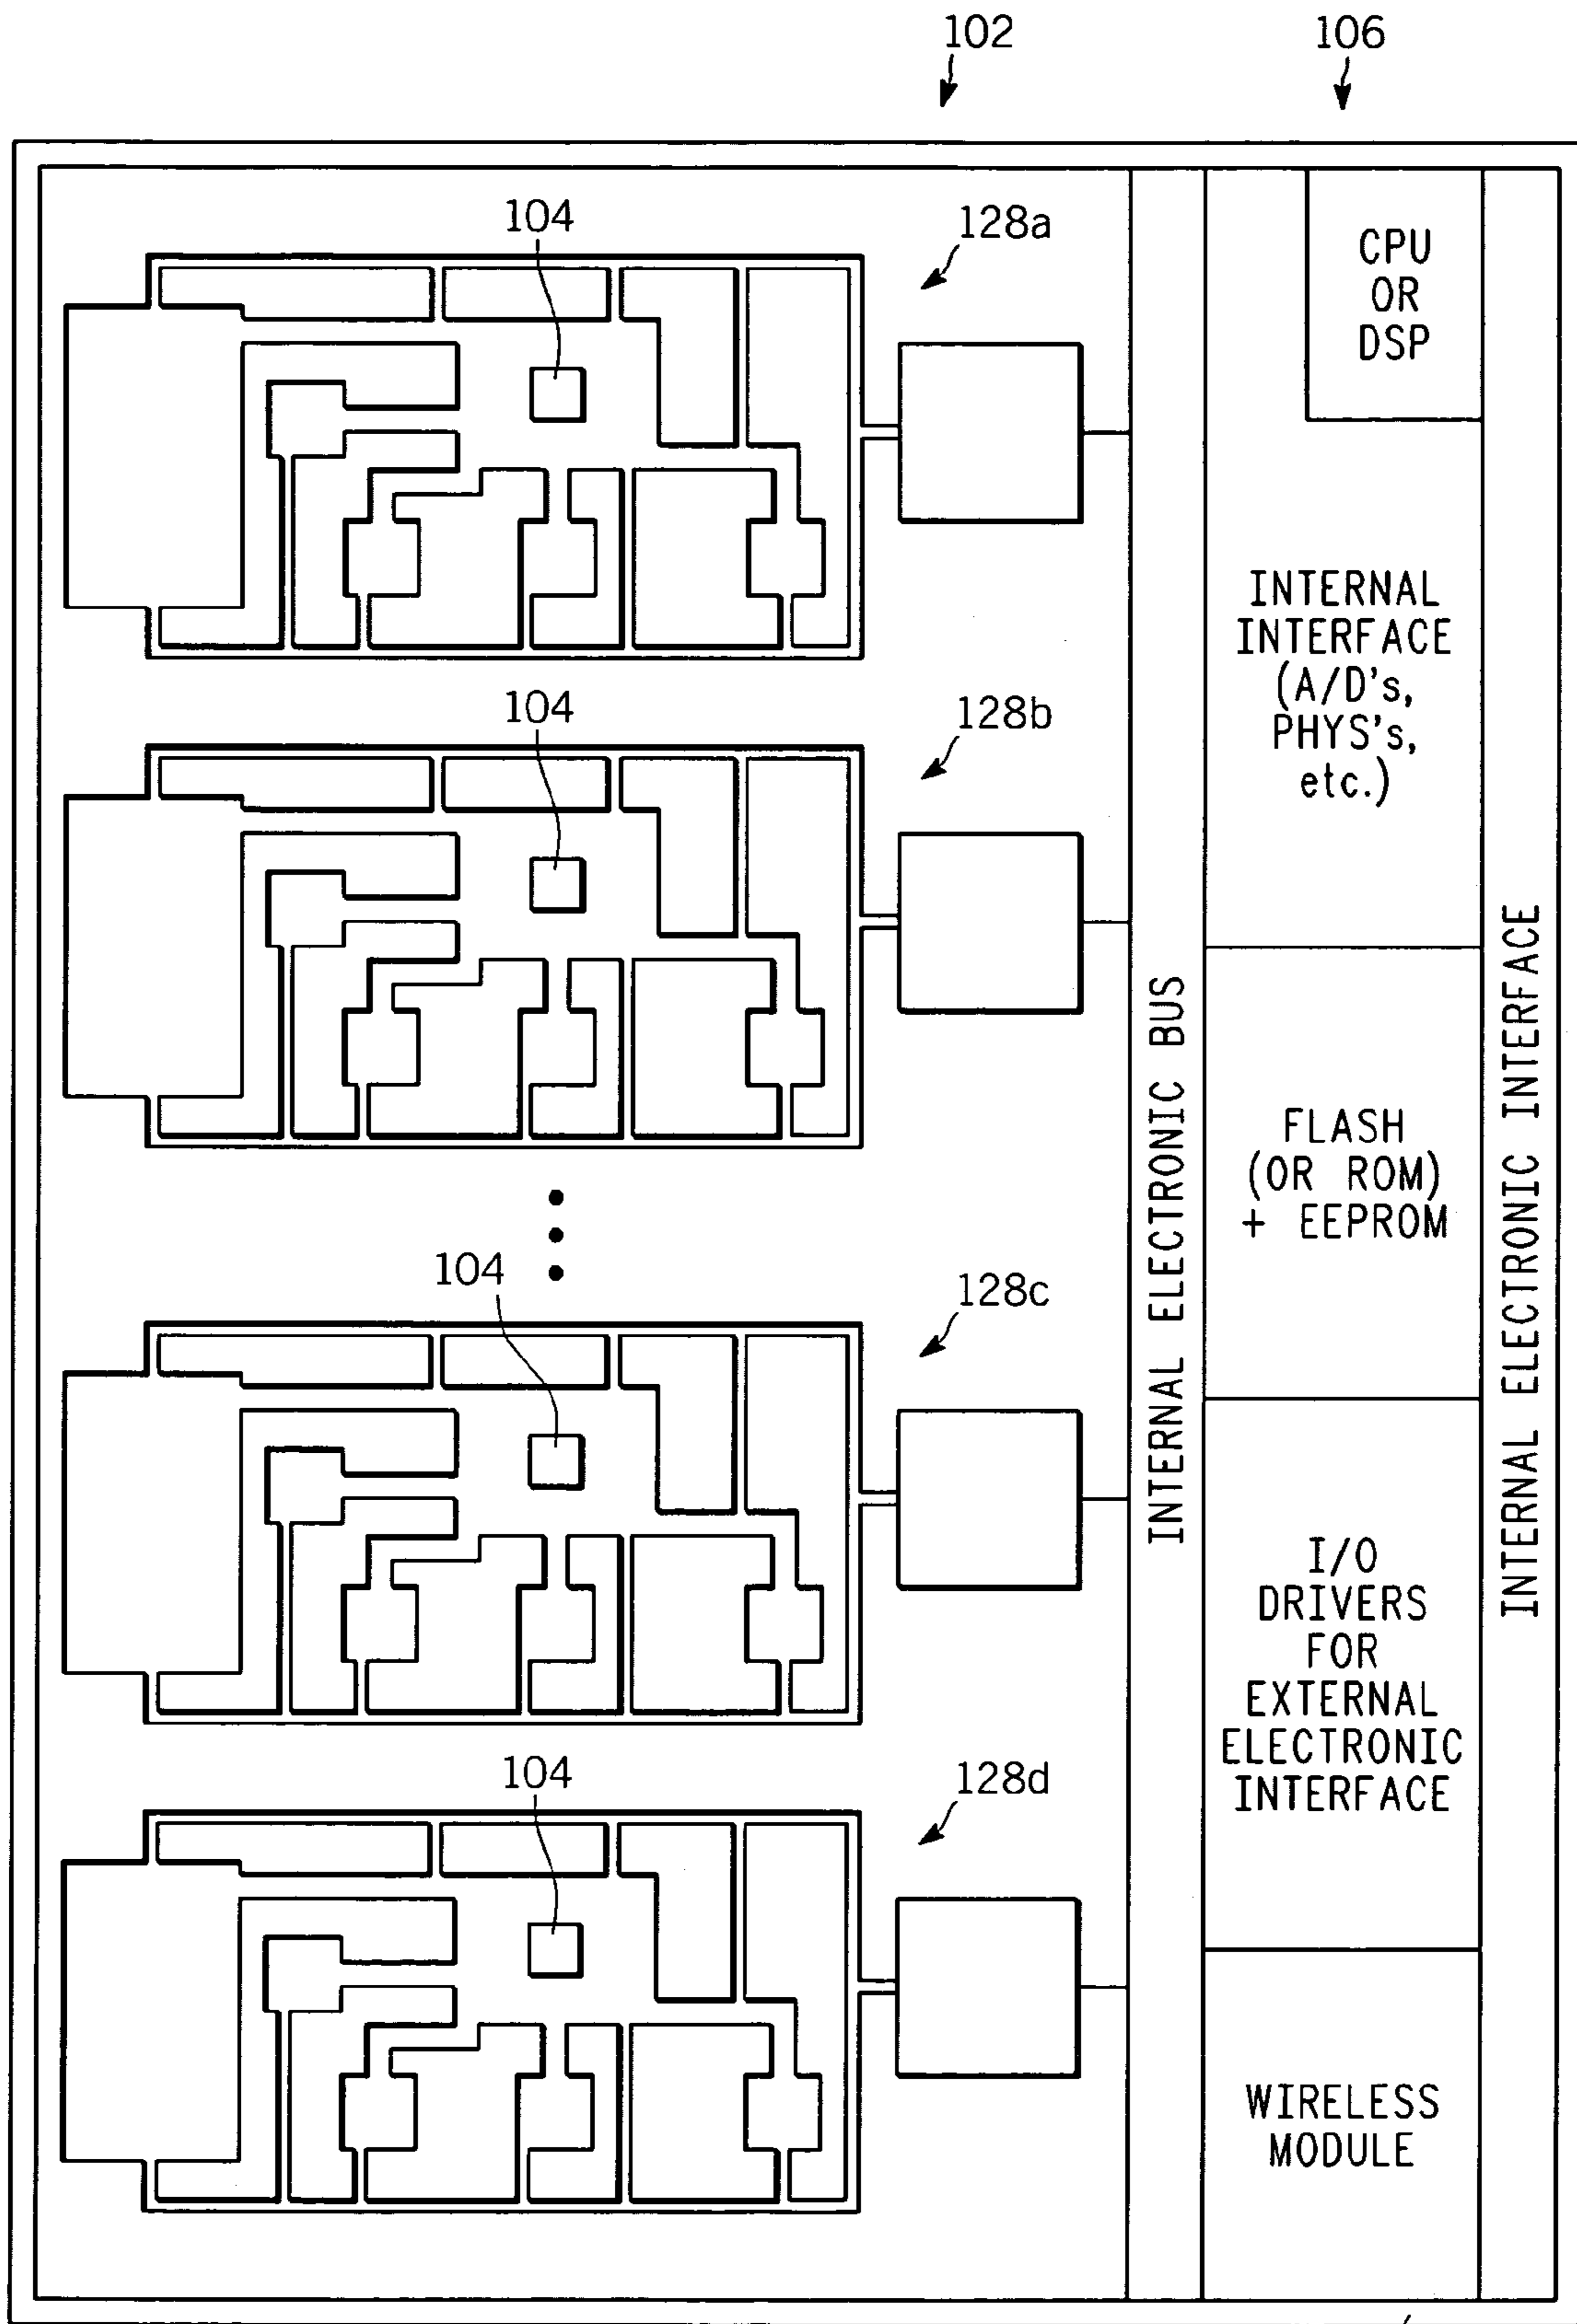 102
106
104
128a
CPU
OR
DSP
INTERNAL
INTERFACE
(A/D's,
PHYS's,
etc.)
104
128b
INTERNAL ELECTRONIC BUS
FLASH
(OR ROM)
+ EEPROM
INTERNAL ELECTRONIC INTERFACE
104
128c
I/O
DRIVERS
FOR
EXTERNAL
ELECTRONIC
INTERFACE
104
128d
WIRELESS
MODULE